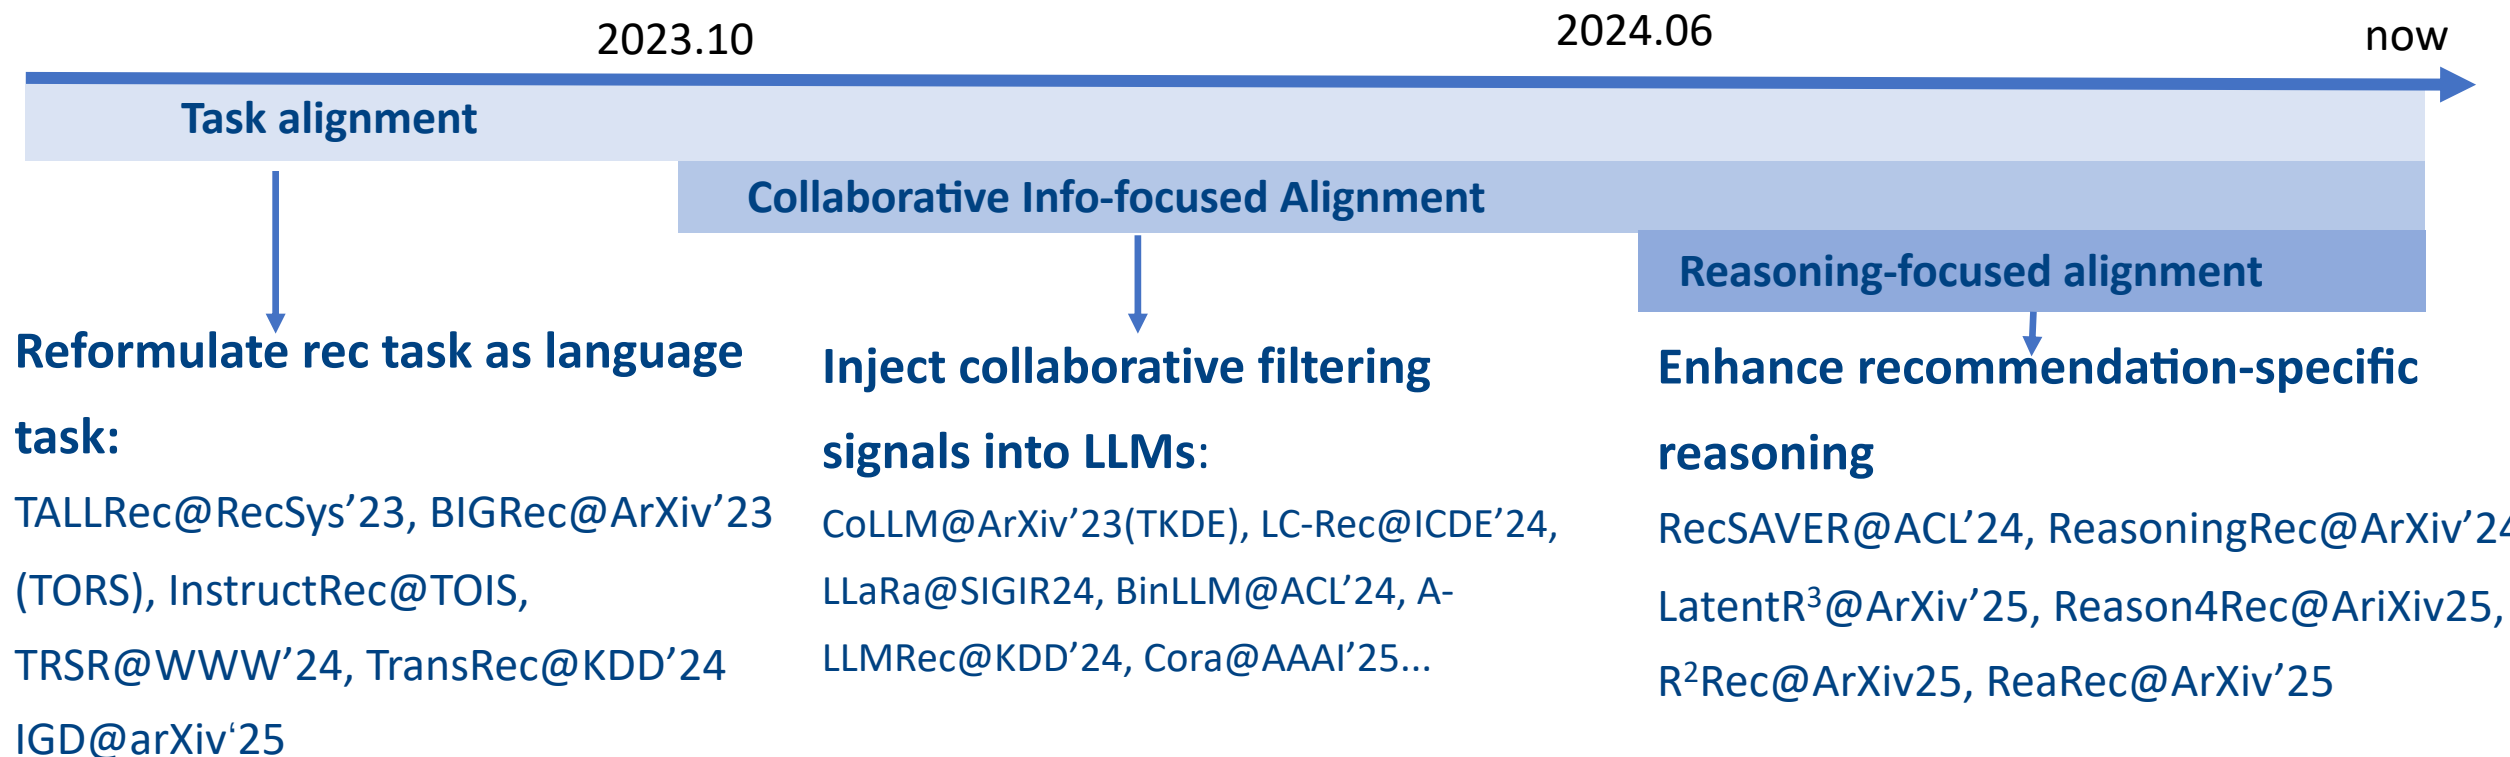 2023.10
2024.06
now
Task alignment
Collaborative Info-focused Alignment
Reasoning-focused alignment
Reformulate rec task as language
task:
TALLRec@RecSys’23, BIGRec@ArXiv’23
(TORS), InstructRec@TOIS,
TRSR@WWW’24, TransRec@KDD’24
IGD@arXiv‘25
Inject collaborative filtering
signals into LLMs:
CoLLM@ArXiv’23(TKDE), LC-Rec@ICDE’24,
LLaRa@SIGIR24, BinLLM@ACL’24, A-
LLMRec@KDD’24, Cora@AAAI’25...
Enhance recommendation-specific
reasoning
RecSAVER@ACL’24, ReasoningRec@ArXiv’24
LatentR³@ArXiv’25, Reason4Rec@AriXiv25,
R²Rec@ArXiv25, ReaRec@ArXiv’25